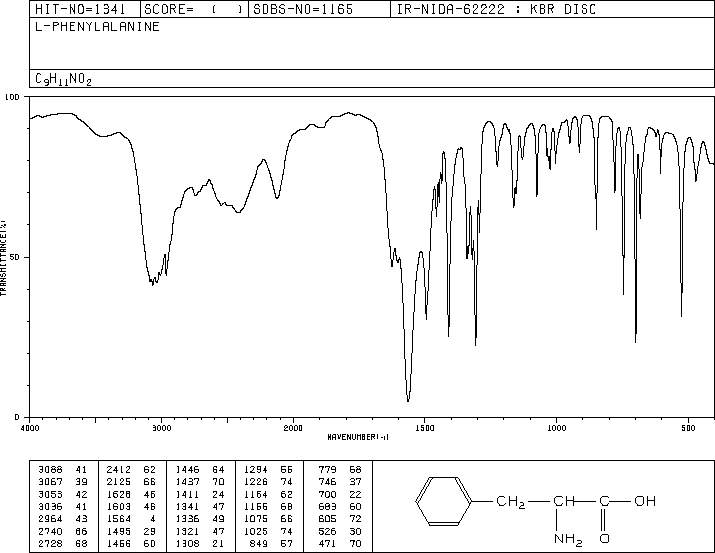 HIT-NO=1341 SCORE= ( ) SDBS-NO=1165 IR-NIDA-62222 : KBR DISC
L-PHENYLALANINE
C9H11NO2
100
50
0
TRANSMITTANCE(%)
4000 3000 2000 1500 1000 500
WAVENUMBER(-1)
3088 41 2412 62 1446 64 1294 55 779 68
3067 39 2125 66 1437 70 1226 74 746 37
3053 42 1628 46 1411 24 1164 62 700 22
3036 41 1603 46 1341 47 1156 68 683 60
2964 43 1564 4 1336 49 1075 66 605 72
2740 66 1495 29 1321 47 1025 74 526 30
2728 68 1456 60 1308 21 849 57 471 70
CH2 CH C OH
NH2 O